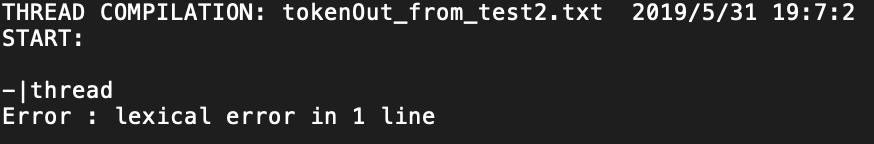 THREAD COMPILATION: tokenOut_from_test2.txt  2019/5/31 19:7:2
START:

-|thread
Error : lexical error in 1 line